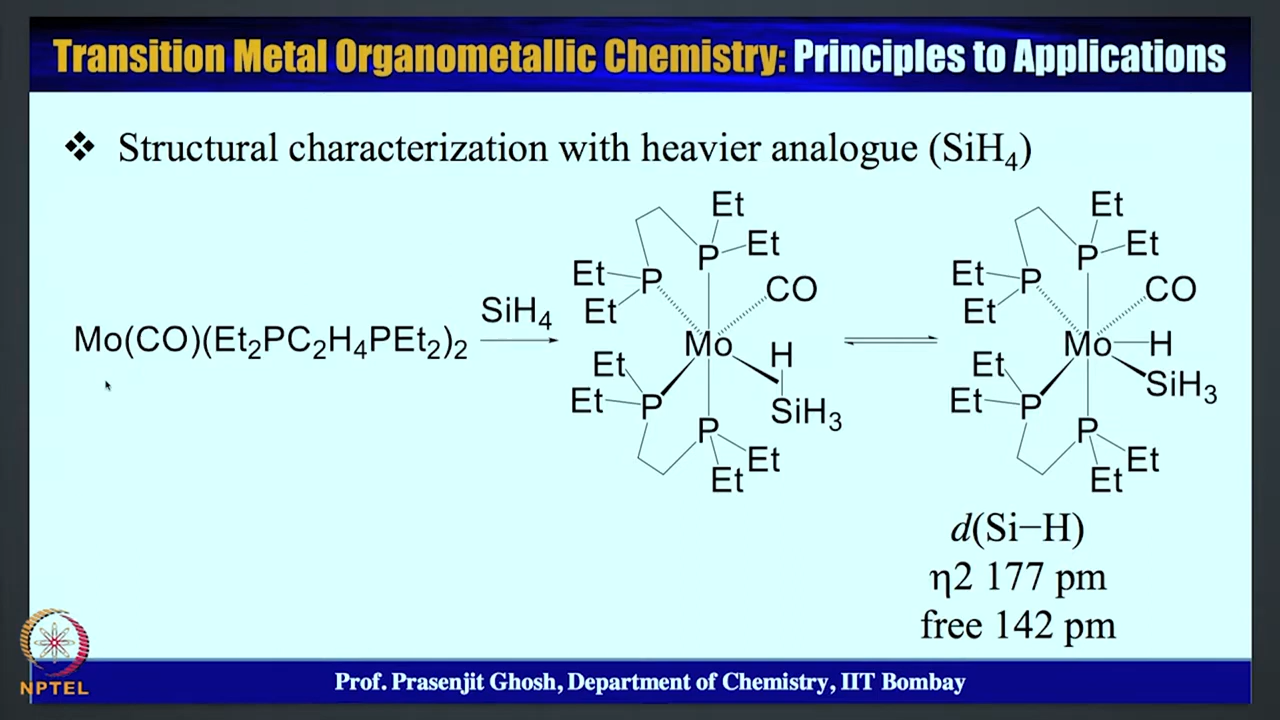 Transition Metal Organometallic Chemistry: Principles to Applications
❖ Structural characterization with heavier analogue (SiH₄)
Mo(CO)(Et₂PC₂H₄PEt₂)₂
SiH₄
Et
Et
P
Et
P
Et
CO
Mo
H
Et
Et
P
SiH₃
P
Et
Et
Et
Et
P
Et
P
Et
CO
Mo
H
Et
SiH₃
Et
P
P
Et
Et
d(Si−H)
η2 177 pm
free 142 pm
NPTEL
Prof. Prasenjit Ghosh, Department of Chemistry, IIT Bombay